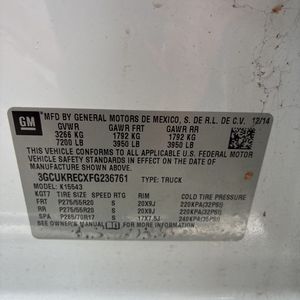 GM
MFD BY GENERAL MOTORS DE MEXICO, S. DE R.L. DE C.V. 12/14
GVWR GAWR FRT GAWR RR
3266 KG 1792 KG 1792 KG
7200 LB 3950 LB 3950 LB
THIS VEHICLE CONFORMS TO ALL APPLICABLE U.S. FEDERAL MOTOR
VEHICLE SAFETY STANDARDS IN EFFECT ON THE DATE OF
MANUFACTURE SHOWN ABOVE.
3GCUKRECXFG236761 TYPE: TRUCK
MODEL: K15543
KGT7 TIRE SIZE SPEED RTG RIM COLD TIRE PRESSURE
FRT P275/55R20 S 20X9J 220KPA(32PSI)
RR P275/55R20 S 20X9J 220KPA(32PSI)
SPA P265/70R17 S 17X7.5J 240KPA(35PSI)
SEE OWNER'S MANUAL